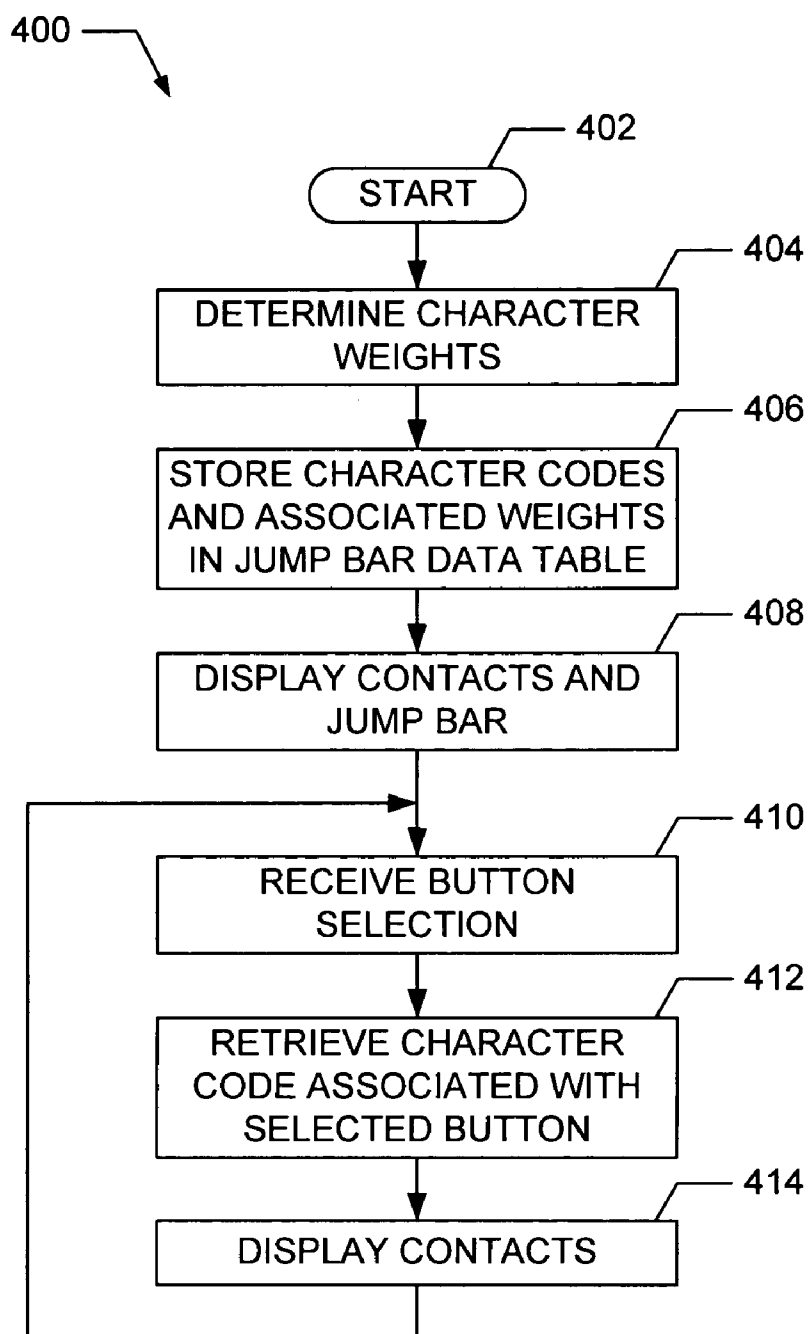 400
402
START
404
DETERMINE CHARACTER
WEIGHTS
406
STORE CHARACTER CODES
AND ASSOCIATED WEIGHTS
IN JUMP BAR DATA TABLE
408
DISPLAY CONTACTS AND
JUMP BAR
410
RECEIVE BUTTON
SELECTION
412
RETRIEVE CHARACTER
CODE ASSOCIATED WITH
SELECTED BUTTON
414
DISPLAY CONTACTS